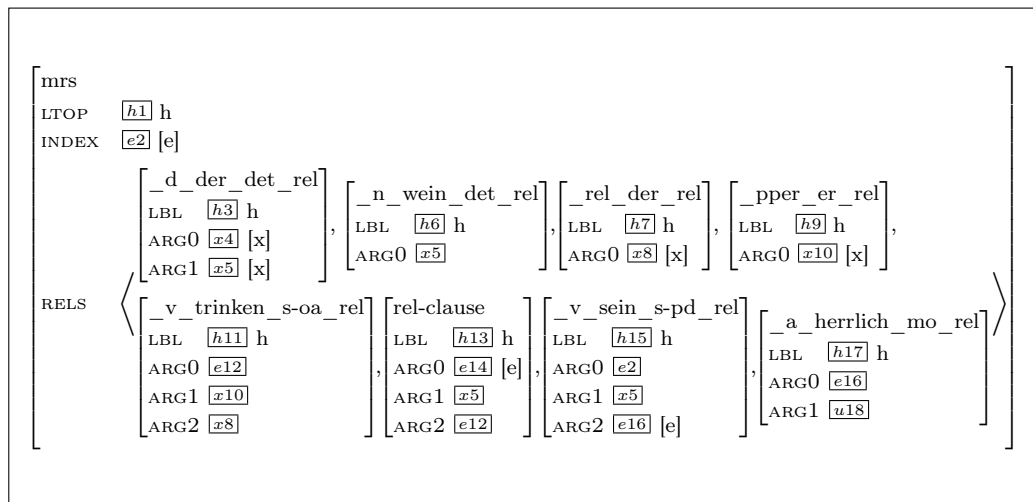 mrs
LTOP h1 h
INDEX e2 [e]
RELS
_d_der_det_rel
LBL h3 h
ARG0 x4 [x]
ARG1 x5 [x]
,
_n_wein_det_rel
LBL h6 h
ARG0 x5
,
_rel_der_rel
LBL h7 h
ARG0 x8 [x]
,
_pper_er_rel
LBL h9 h
ARG0 x10 [x]
,
_v_trinken_s-oa_rel
LBL h11 h
ARG0 e12
ARG1 x10
ARG2 x8
,
rel-clause
LBL h13 h
ARG0 e14 [e]
ARG1 x5
ARG2 e12
,
_v_sein_s-pd_rel
LBL h15 h
ARG0 e2
ARG1 x5
ARG2 e16 [e]
,
_a_herrlich_mo_rel
LBL h17 h
ARG0 e16
ARG1 u18